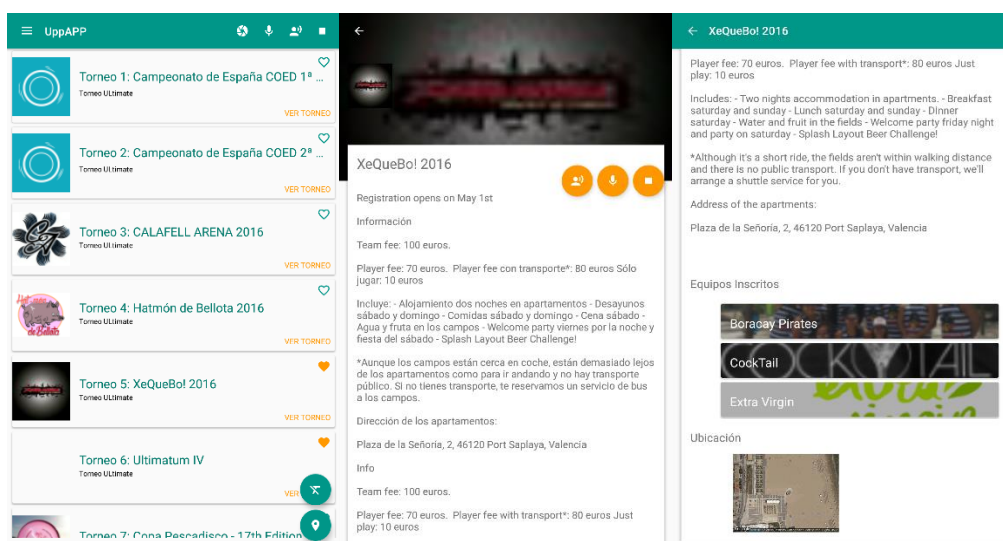 UppAPP
Torneo 1: Campeonato de España COED 1ª ...
Torneo ULtimate
VER TORNEO
Torneo 2: Campeonato de España COED 2ª ...
Torneo ULtimate
VER TORNEO
Torneo 3: CALAFELL ARENA 2016
Torneo ULtimate
VER TORNEO
Torneo 4: Hatmón de Bellota 2016
Torneo ULtimate
VER TORNEO
Torneo 5: XeQueBo! 2016
Torneo ULtimate
VER TORNEO
Torneo 6: Ultimatum IV
Torneo ULtimate
VER
Torneo 7: Copa Pescadisco - 17th Edition
XeQueBo! 2016
Registration opens on May 1st
Información
Team fee: 100 euros.
Player fee: 70 euros. Player fee con transporte*: 80 euros Sólo
jugar: 10 euros
Incluye: - Alojamiento dos noches en apartamentos - Desayunos
sábado y domingo - Comidas sábado y domingo - Cena sábado -
Agua y fruta en los campos - Welcome party viernes por la noche y
fiesta del sábado - Splash Layout Beer Challenge!
*Aunque los campos están cerca en coche, están demasiado lejos
de los apartamentos como para ir andando y no hay transporte
público. SI no tienes transporte, te reservamos un servicio de bus
a los campos.
Dirección de los apartamentos:
Plaza de la Señoría, 2, 46120 Port Saplaya, Valencia
Info
Team fee: 100 euros.
Player fee: 70 euros. Player fee with transport*: 80 euros Just
play: 10 euros
XeQueBo! 2016
Player fee: 70 euros. Player fee with transport*: 80 euros Just
play: 10 euros
Includes: - Two nights accommodation in apartments. - Breakfast
saturday and sunday - Lunch saturday and sunday - Dinner
saturday - Water and fruit in the fields - Welcome party friday night
and party on saturday - Splash Layout Beer Challenge!
*Although it's a short ride, the fields aren't within walking distance
and there is no public transport. If you don't have transport, we'll
arrange a shuttle service for you.
Address of the apartments:
Plaza de la Señoría, 2, 46120 Port Saplaya, Valencia
Equipos Inscritos
Boracay Pirates
CockTail
COCKTAIL
Extra Virgin
Ubicación